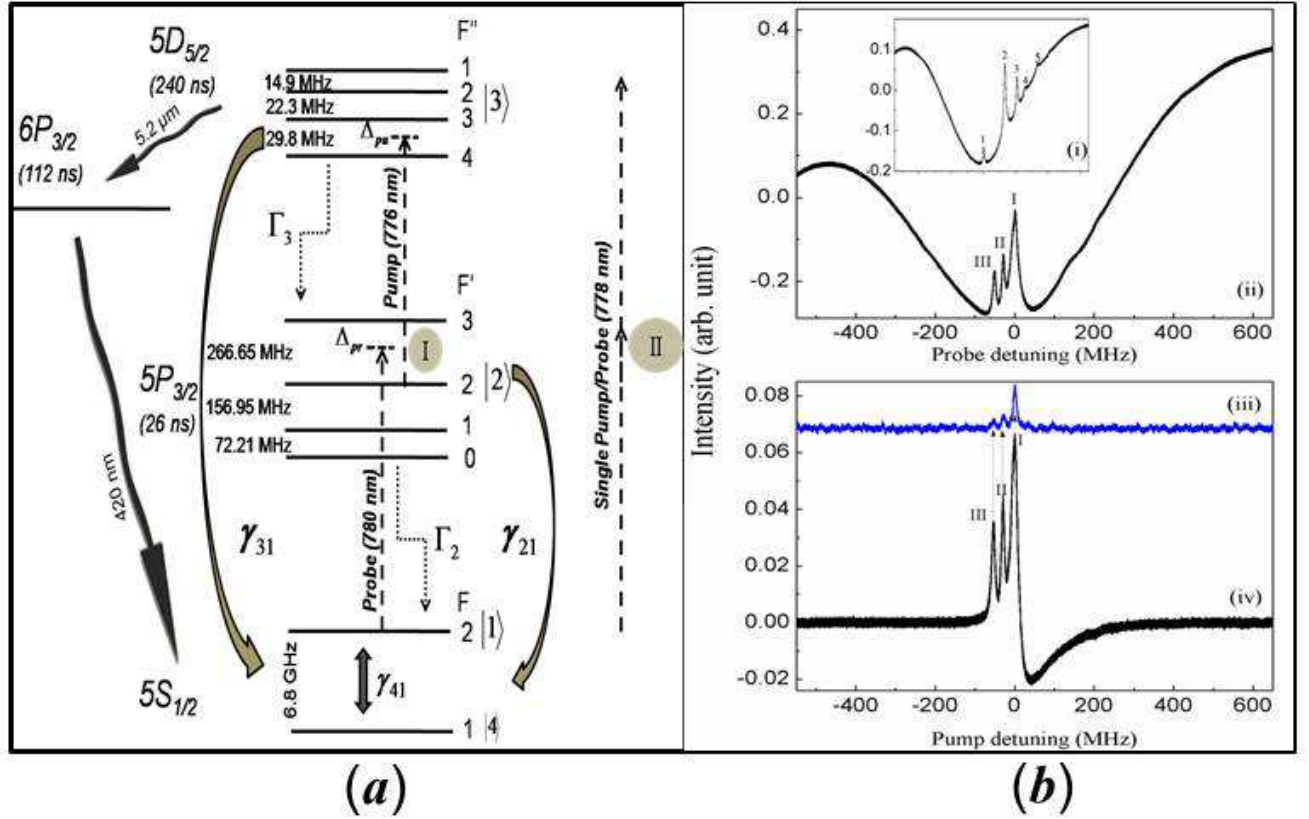 F"
5D5/2
(240 ns)
5.2 μm
6P3/2
(112 ns)
14.9 MHz
22.3 MHz
29.8 MHz
1
2 |3⟩
3
4
Δpu
Pump (776 nm)
Γ3
F'
3
Δpr
I
266.65 MHz
2 |2⟩
156.95 MHz
1
72.21 MHz
0
5P3/2
(26 ns)
420 nm
γ31
Probe (780 nm)
Γ2
γ21
F
2 |1⟩
6.8 GHz
γ41
5S1/2
1 |4⟩
Single Pump/Probe (778 nm)
II
(a)
Intensity (arb. unit)
0.4
0.2
0.0
-0.2
0.1
0.0
-0.1
-0.2
1
2
3
4
5
(i)
I
II
III
(ii)
-400 -200 0 200 400 600
Probe detuning (MHz)
0.08
0.06
0.04
0.02
0.00
-0.02
(iii)
I
II
III
(iv)
-400 -200 0 200 400 600
Pump detuning (MHz)
(b)